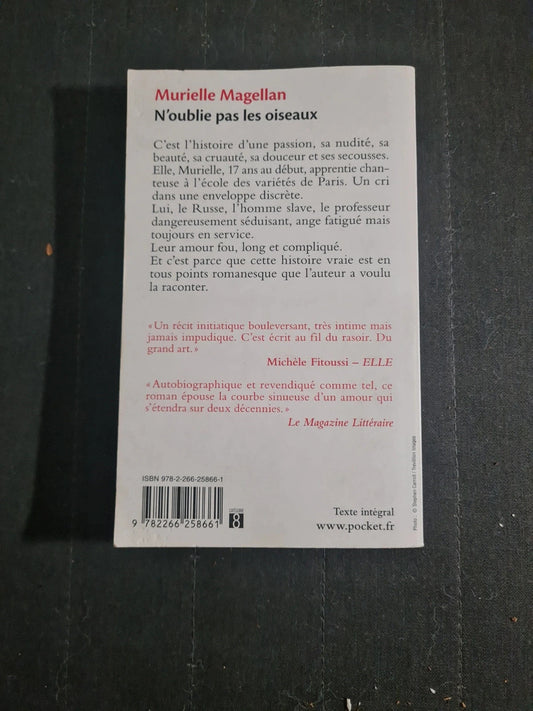 Murielle Magellan
N'oublie pas les oiseaux
C'est l'histoire d'une passion, sa nudité, sa
beauté, sa cruauté, sa douceur et ses secousses.
Elle, Murielle, 17 ans au début, apprentie chan-
teuse à l'école des variétés de Paris. Un cri
dans une enveloppe discrète.
Lui, le Russe, l'homme slave, le professeur
dangereusement séduisant, ange fatigué mais
toujours en service.
Leur amour fou, long et compliqué.
Et c'est parce que cette histoire vraie est en
tous points romanesque que l'auteur a voulu
la raconter.
« Un récit initiatique bouleversant, très intime mais
jamais impudique. C'est écrit au fil du rasoir. Du
grand art. »
Michèle Fitoussi – ELLE
« Autobiographique et revendiqué comme tel, ce
roman épouse la courbe sinueuse d'un amour qui
s'étendra sur deux décennies. »
Le Magazine Littéraire
ISBN 978-2-266-25866-1
9 782266 258661
CATÉGORIE
8
Texte intégral
www.pocket.fr
Photo : © Stephen Carroll / Trevillion Images